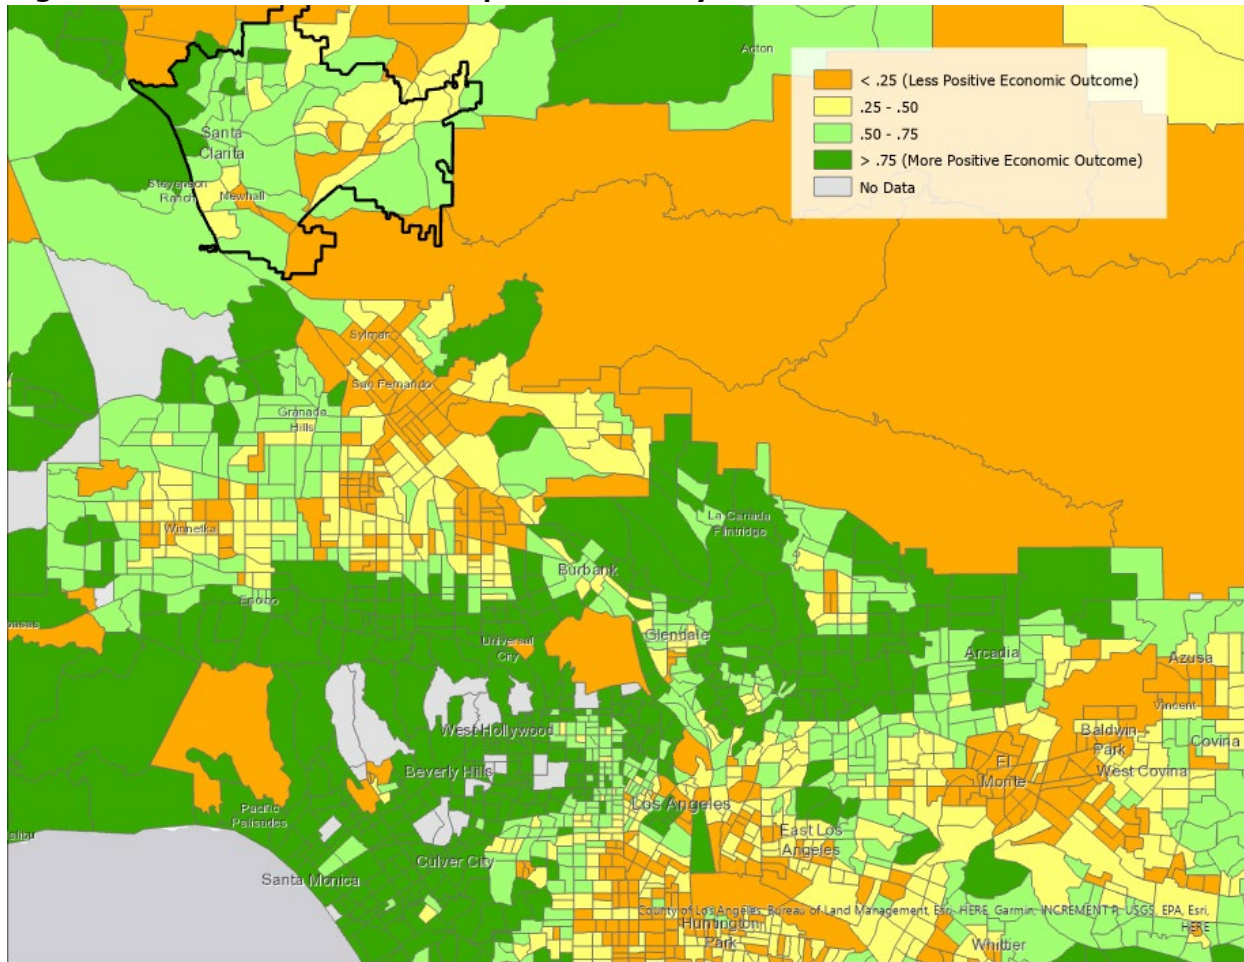 Acton
< .25 (Less Positive Economic Outcome)
.25 - .50
.50 - .75
> .75 (More Positive Economic Outcome)
No Data
Santa
Clarita
Stevenson
Ranch
Newhall
Sylmar
San Fernando
Granada
Hills
La Canada
Flintridge
Winnetka
Burbank
Encino
basas
Universal
City
Glendale
Arcadia
Azusa
Vincent
West Hollywood
Baldwin
Park
Covina
Beverly Hills
El
Monte
West Covina
Pacific
Palisades
Los Angeles
East Los
Angeles
alibu
Culver City
Santa Monica
County of Los Angeles, Bureau of Land Management, Esri, HERE, Garmin, INCREMENT P, USGS, EPA, Esri,
HERE
Huntington
Park
Whittier